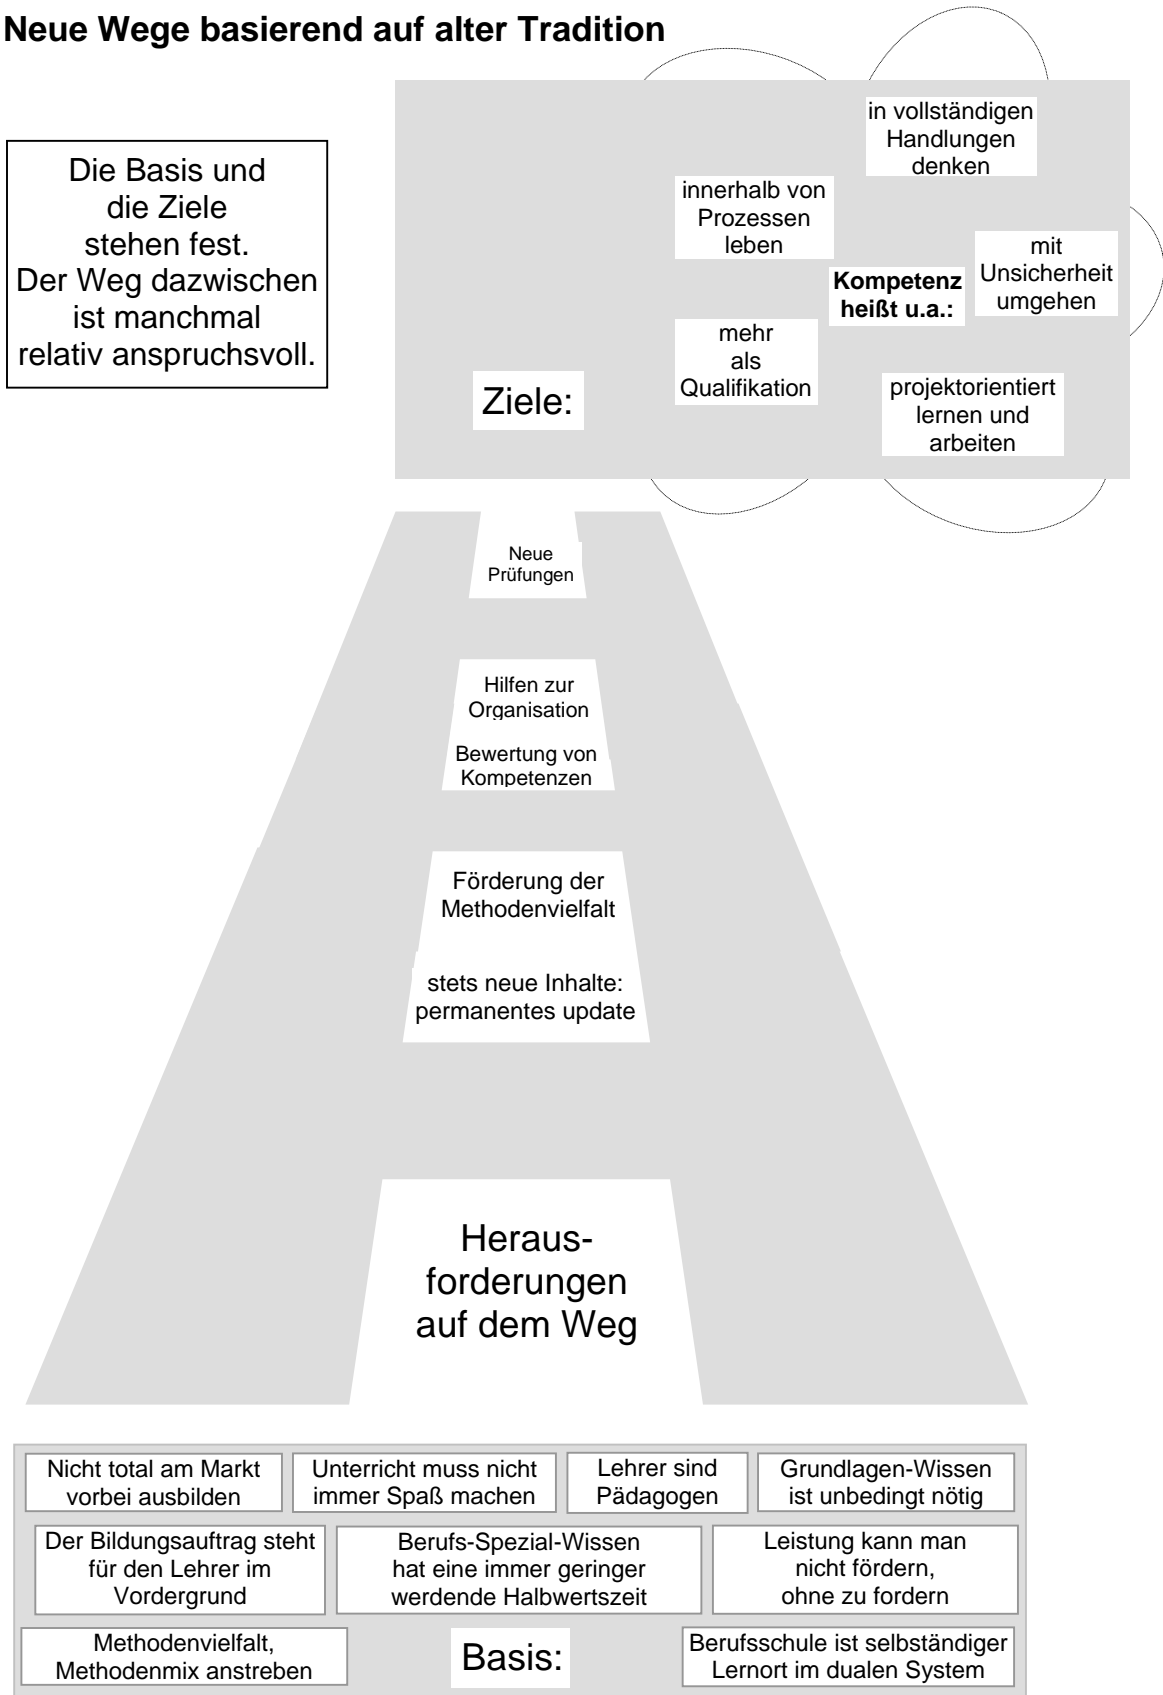 Neue Wege basierend auf alter Tradition
Die Basis und
die Ziele
stehen fest.
Der Weg dazwischen
ist manchmal
relativ anspruchsvoll.
in vollständigen
Handlungen
denken
innerhalb von
Prozessen
leben
mit
Unsicherheit
umgehen
Kompetenz
heißt u.a.:
mehr
als
Qualifikation
Ziele:
projektorientiert
lernen und
arbeiten
Neue
Prüfungen
Hilfen zur
Organisation
Bewertung von
Kompetenzen
Förderung der
Methodenvielfalt
stets neue Inhalte:
permanentes update
Heraus-
forderungen
auf dem Weg
Nicht total am Markt
vorbei ausbilden
Unterricht muss nicht
immer Spaß machen
Lehrer sind
Pädagogen
Grundlagen-Wissen
ist unbedingt nötig
Der Bildungsauftrag steht
für den Lehrer im
Vordergrund
Berufs-Spezial-Wissen
hat eine immer geringer
werdende Halbwertszeit
Leistung kann man
nicht fördern,
ohne zu fordern
Methodenvielfalt,
Methodenmix anstreben
Basis:
Berufsschule ist selbständiger
Lernort im dualen System